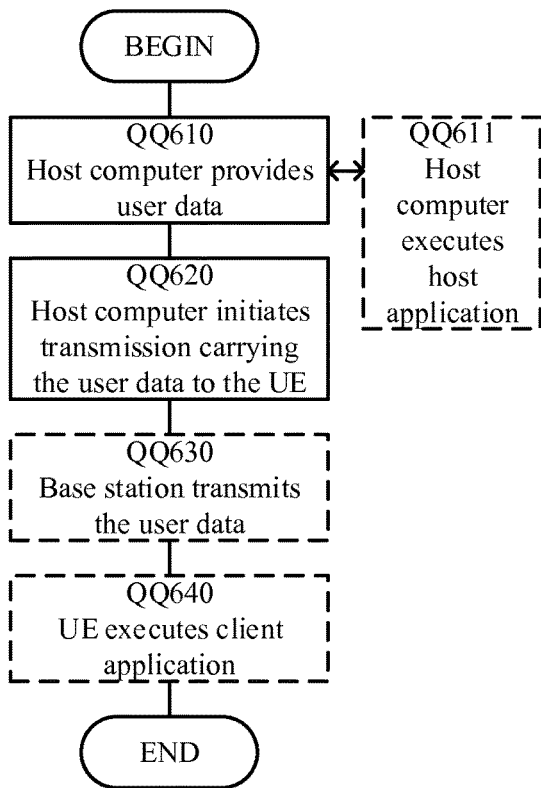 BEGIN
QQ610
Host computer provides
user data
QQ611
Host
computer
executes
host
application
QQ620
Host computer initiates
transmission carrying
the user data to the UE
QQ630
Base station transmits
the user data
QQ640
UE executes client
application
END